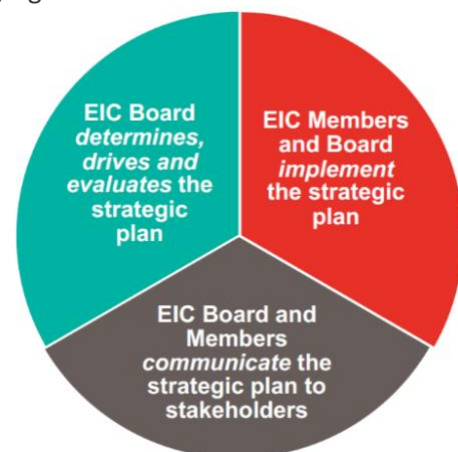 EIC Board
determines,
drives and
evaluates the
strategic
plan
EIC Members
and Board
implement
the strategic
plan
EIC Board and
Members
communicate the
strategic plan to
stakeholders